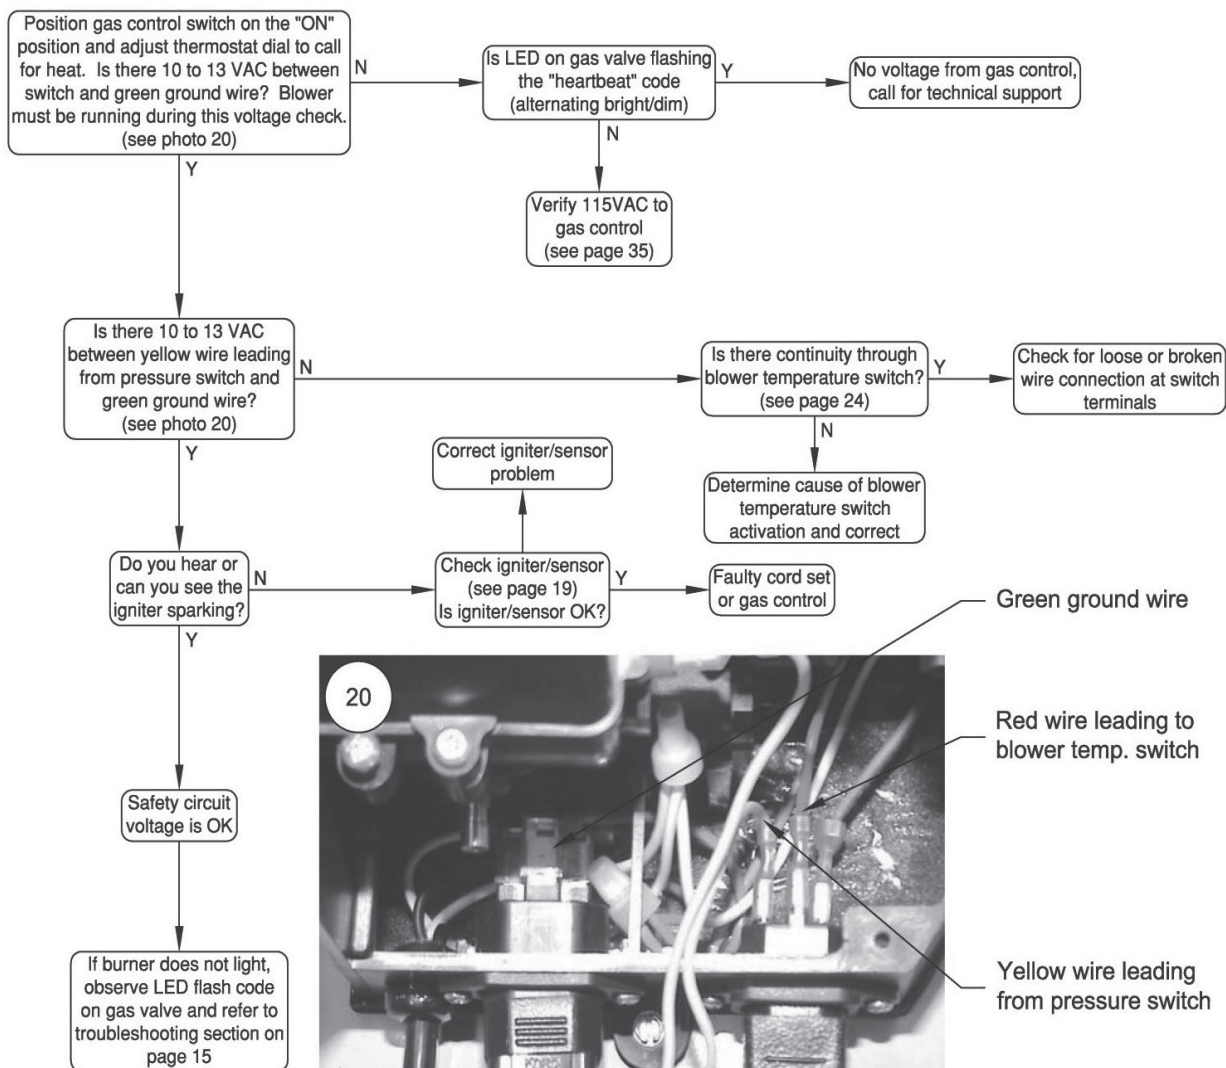 Position gas control switch on the "ON"
position and adjust thermostat dial to call
for heat. Is there 10 to 13 VAC between
switch and green ground wire? Blower
must be running during this voltage check.
(see photo 20)
N
Is LED on gas valve flashing
the "heartbeat" code
(alternating bright/dim)
Y
No voltage from gas control,
call for technical support
N
Verify 115VAC to
gas control
(see page 35)
Y
Is there 10 to 13 VAC
between yellow wire leading
from pressure switch and
green ground wire?
(see photo 20)
N
Is there continuity through
blower temperature switch?
(see page 24)
Y
Check for loose or broken
wire connection at switch
terminals
N
Determine cause of blower
temperature switch
activation and correct
Y
Do you hear or
can you see the
igniter sparking?
N
Correct igniter/sensor
problem
Check igniter/sensor
(see page 19)
Is igniter/sensor OK?
Y
Faulty cord set
or gas control
Y
Safety circuit
voltage is OK
If burner does not light,
observe LED flash code
on gas valve and refer to
troubleshooting section on
page 15
20
Green ground wire
Red wire leading to
blower temp. switch
Yellow wire leading
from pressure switch